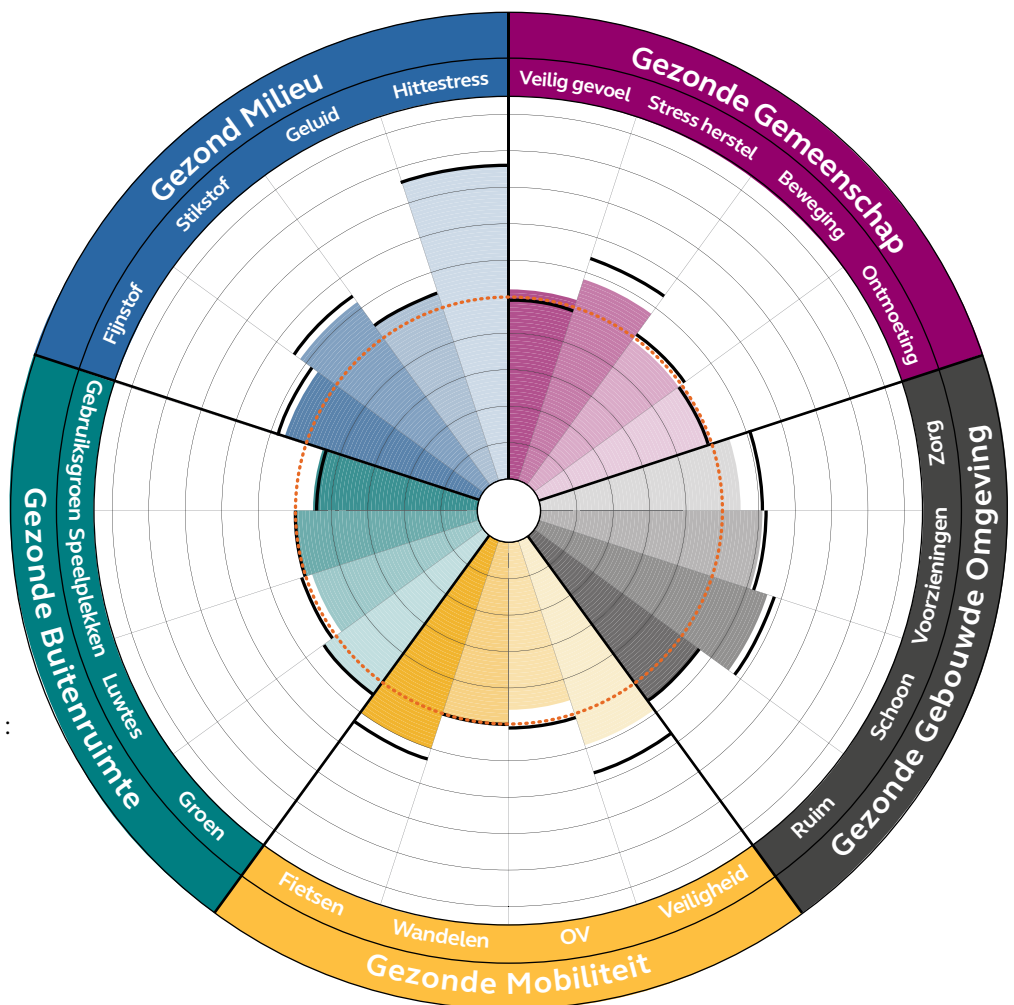 Gezond Milieu
Fijnstof
Stikstof
Geluid
Hittestress
Gezonde Gemeenschap
Veilig gevoel
Stress herstel
Beweging
Ontmoeting
Gezonde Gebouwde Omgeving
Zorg
Voorzieningen
Schoon
Ruim
Gezonde Mobiliteit
Veiligheid
OV
Wandelen
Fietsen
Gezonde Buitenruimte
Groen
Luwtes
Speelplekken
Gebruiksgroen
: